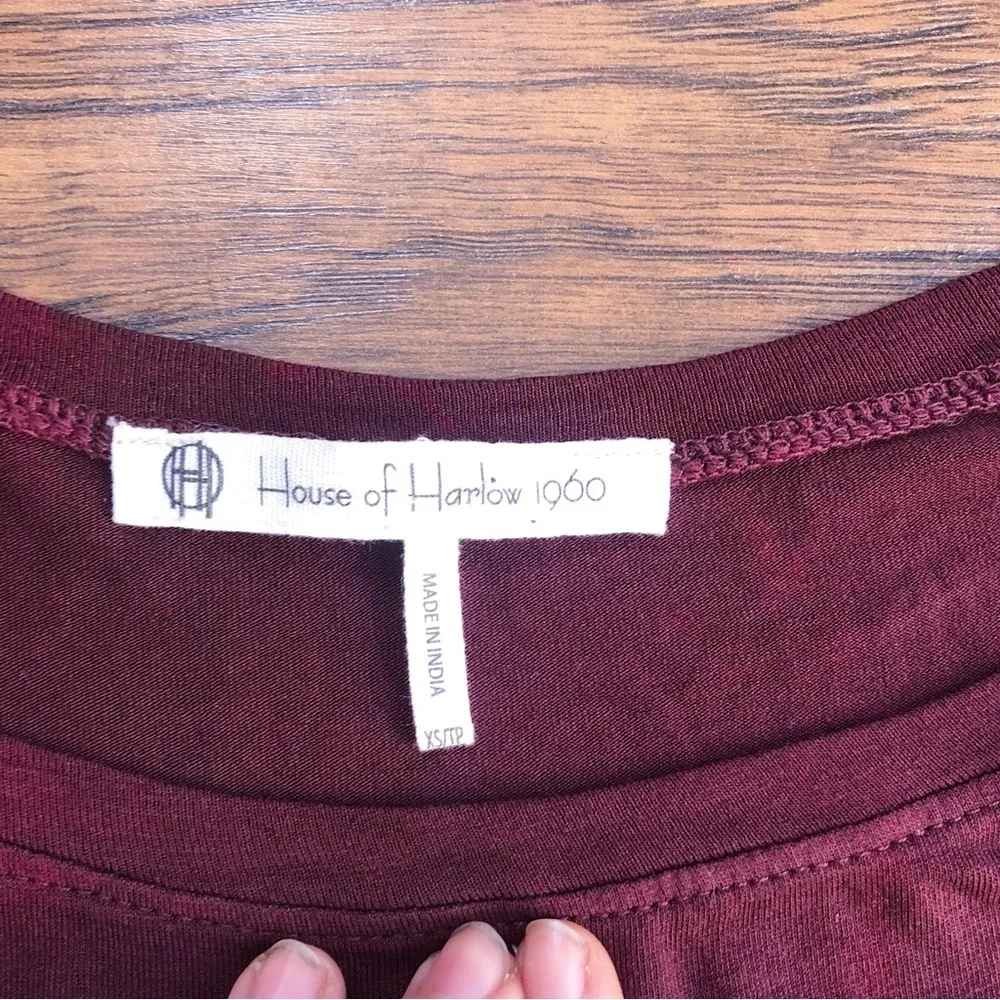 House of Harlow 1960
MADE IN INDIA
XS/TP